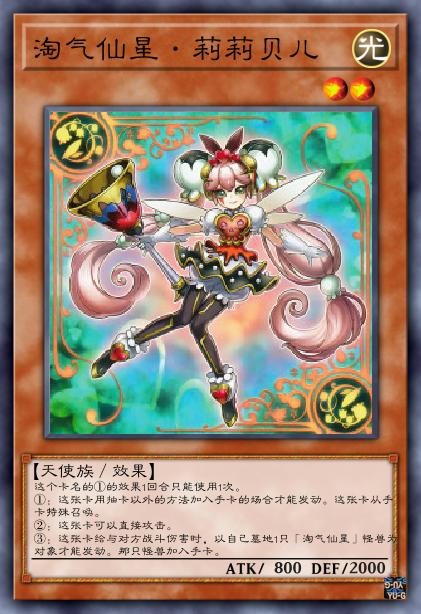 淘气仙星·莉莉贝儿
光
【天使族／效果】
这个卡名的①的效果1回合只能使用1次。
①：这张卡用抽卡以外的方法加入手卡的场合才能发动。这张卡从手
卡特殊召唤。
②：这张卡可以直接攻击。
③：这张卡给与对方战斗伤害时，以自己墓地1只「淘气仙星」怪兽为
对象才能发动。那只怪兽加入手卡。
ATK/ 800 DEF/2000